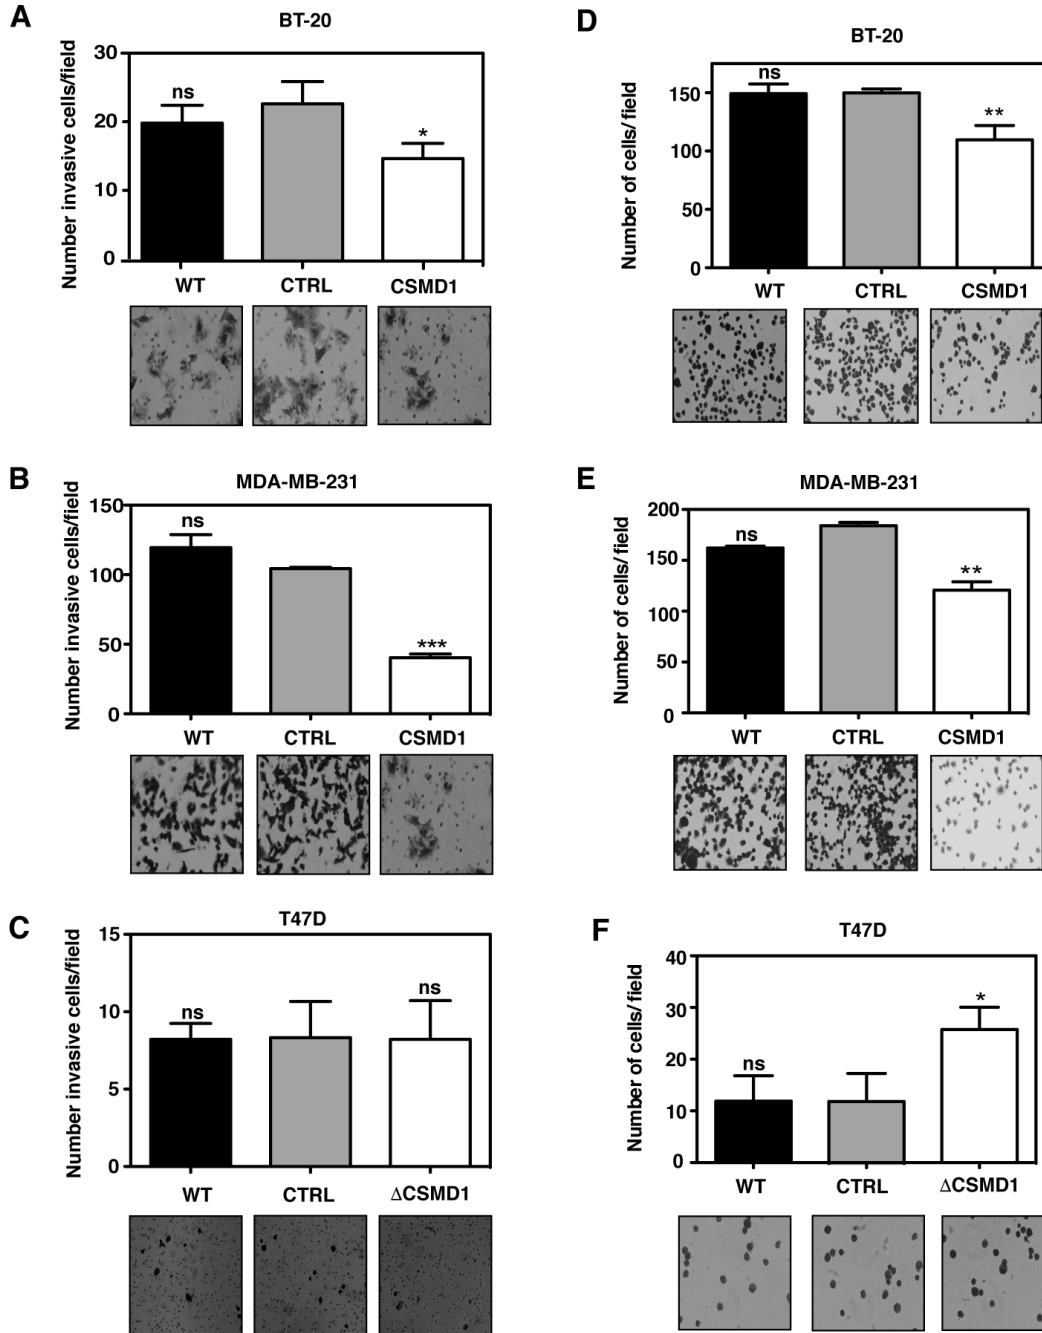 A
BT-20
Number invasive cells/field
30
20
10
0
ns
*
WT CTRL CSMD1
D
BT-20
Number of cells/field
150
100
50
0
ns
**
WT CTRL CSMD1
B
MDA-MB-231
Number invasive cells/field
150
100
50
0
ns
***
WT CTRL CSMD1
E
MDA-MB-231
Number of cells/field
200
150
100
50
0
ns
**
WT CTRL CSMD1
C
T47D
Number invasive cells/field
15
10
5
0
ns
ns
WT CTRL ΔCSMD1
F
T47D
Number of cells/field
40
30
20
10
0
ns
*
WT CTRL ΔCSMD1